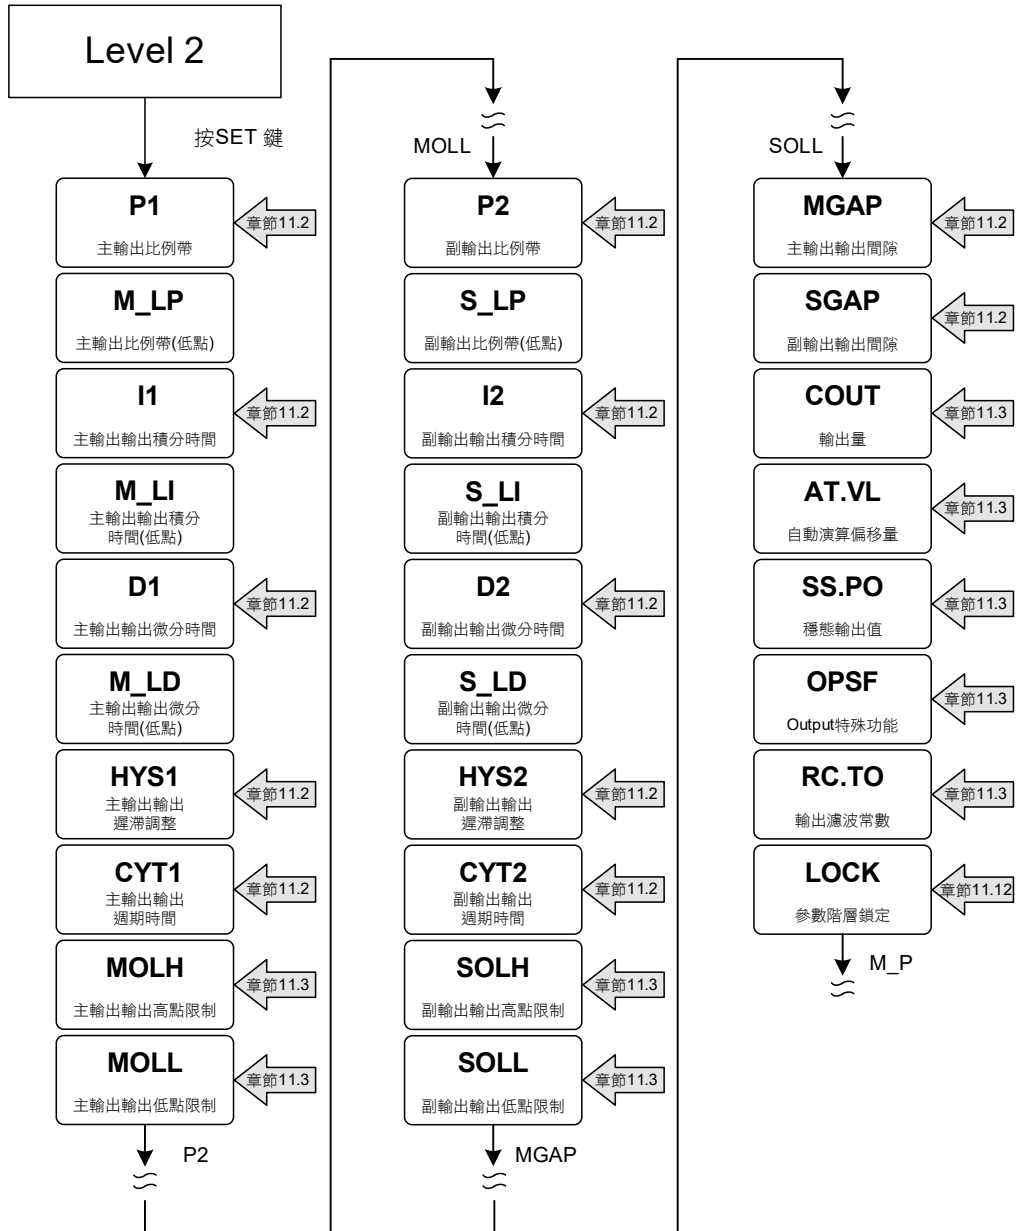 Level 2
按SET 鍵
P1
主輸出比例帶
章節11.2
M_LP
主輸出比例帶(低點)
I1
主輸出輸出積分時間
章節11.2
M_LI
主輸出輸出積分
時間(低點)
D1
主輸出輸出微分時間
章節11.2
M_LD
主輸出輸出微分
時間(低點)
HYS1
主輸出輸出
遲滯調整
章節11.2
CYT1
主輸出輸出
週期時間
章節11.2
MOLH
主輸出輸出高點限制
章節11.3
MOLL
主輸出輸出低點限制
章節11.3
P2
MOLL
P2
副輸出比例帶
章節11.2
S_LP
副輸出比例帶(低點)
I2
副輸出輸出積分時間
章節11.2
S_LI
副輸出輸出積分
時間(低點)
D2
副輸出輸出微分時間
章節11.2
S_LD
副輸出輸出微分
時間(低點)
HYS2
副輸出輸出
遲滯調整
章節11.2
CYT2
副輸出輸出
週期時間
章節11.2
SOLH
副輸出輸出高點限制
章節11.3
SOLL
副輸出輸出低點限制
章節11.3
MGAP
SOLL
MGAP
主輸出輸出間隙
章節11.2
SGAP
副輸出輸出間隙
章節11.2
COUT
輸出量
章節11.3
AT.VL
自動演算偏移量
章節11.3
SS.PO
穩態輸出值
章節11.3
OPSF
Output特殊功能
章節11.3
RC.TO
輸出濾波常數
章節11.3
LOCK
參數階層鎖定
章節11.12
M_P